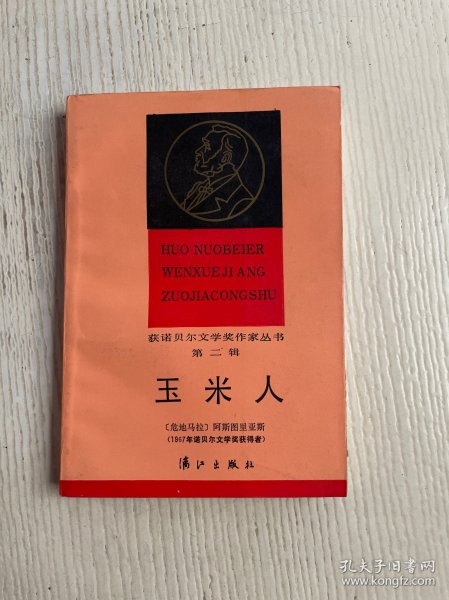 HUO NUOBEIER
WENXUEJIANG
ZUOJIACONGSHU
获诺贝尔文学奖作家丛书
第二辑
玉米人
〔危地马拉〕阿斯图里亚斯
(1967年诺贝尔文学奖获得者)
漓江出版社
孔夫子旧书网
www.kongfz.com